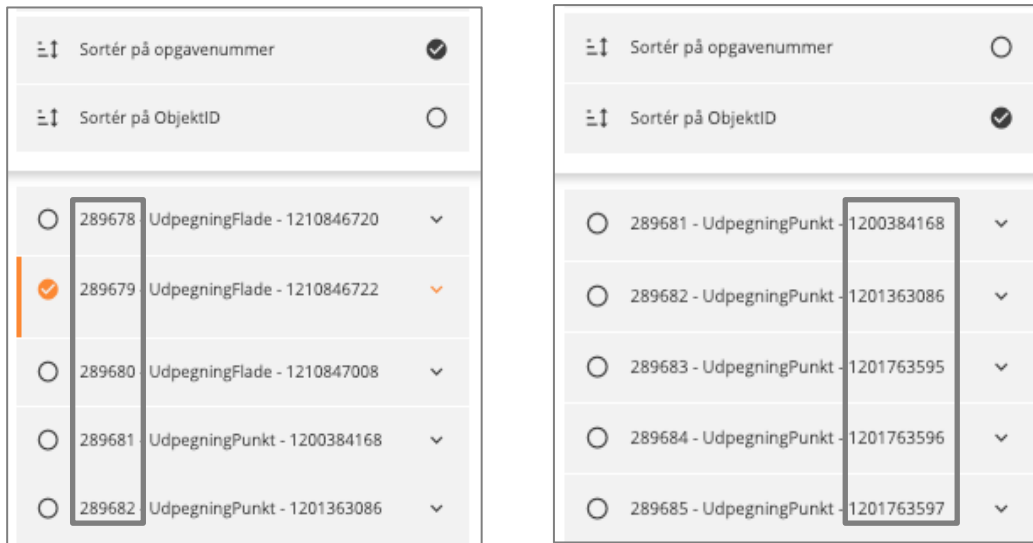 Sortér på opgavenummer
Sortér på ObjektID
289678 - UdpegningFlade - 1210846720
289679 - UdpegningFlade - 1210846722
289680 - UdpegningFlade - 1210847008
289681 - UdpegningPunkt - 1200384168
289682 - UdpegningPunkt - 1201363086
Sortér på opgavenummer
Sortér på ObjektID
289681 - UdpegningPunkt - 1200384168
289682 - UdpegningPunkt - 1201363086
289683 - UdpegningPunkt - 1201763595
289684 - UdpegningPunkt - 1201763596
289685 - UdpegningPunkt - 1201763597